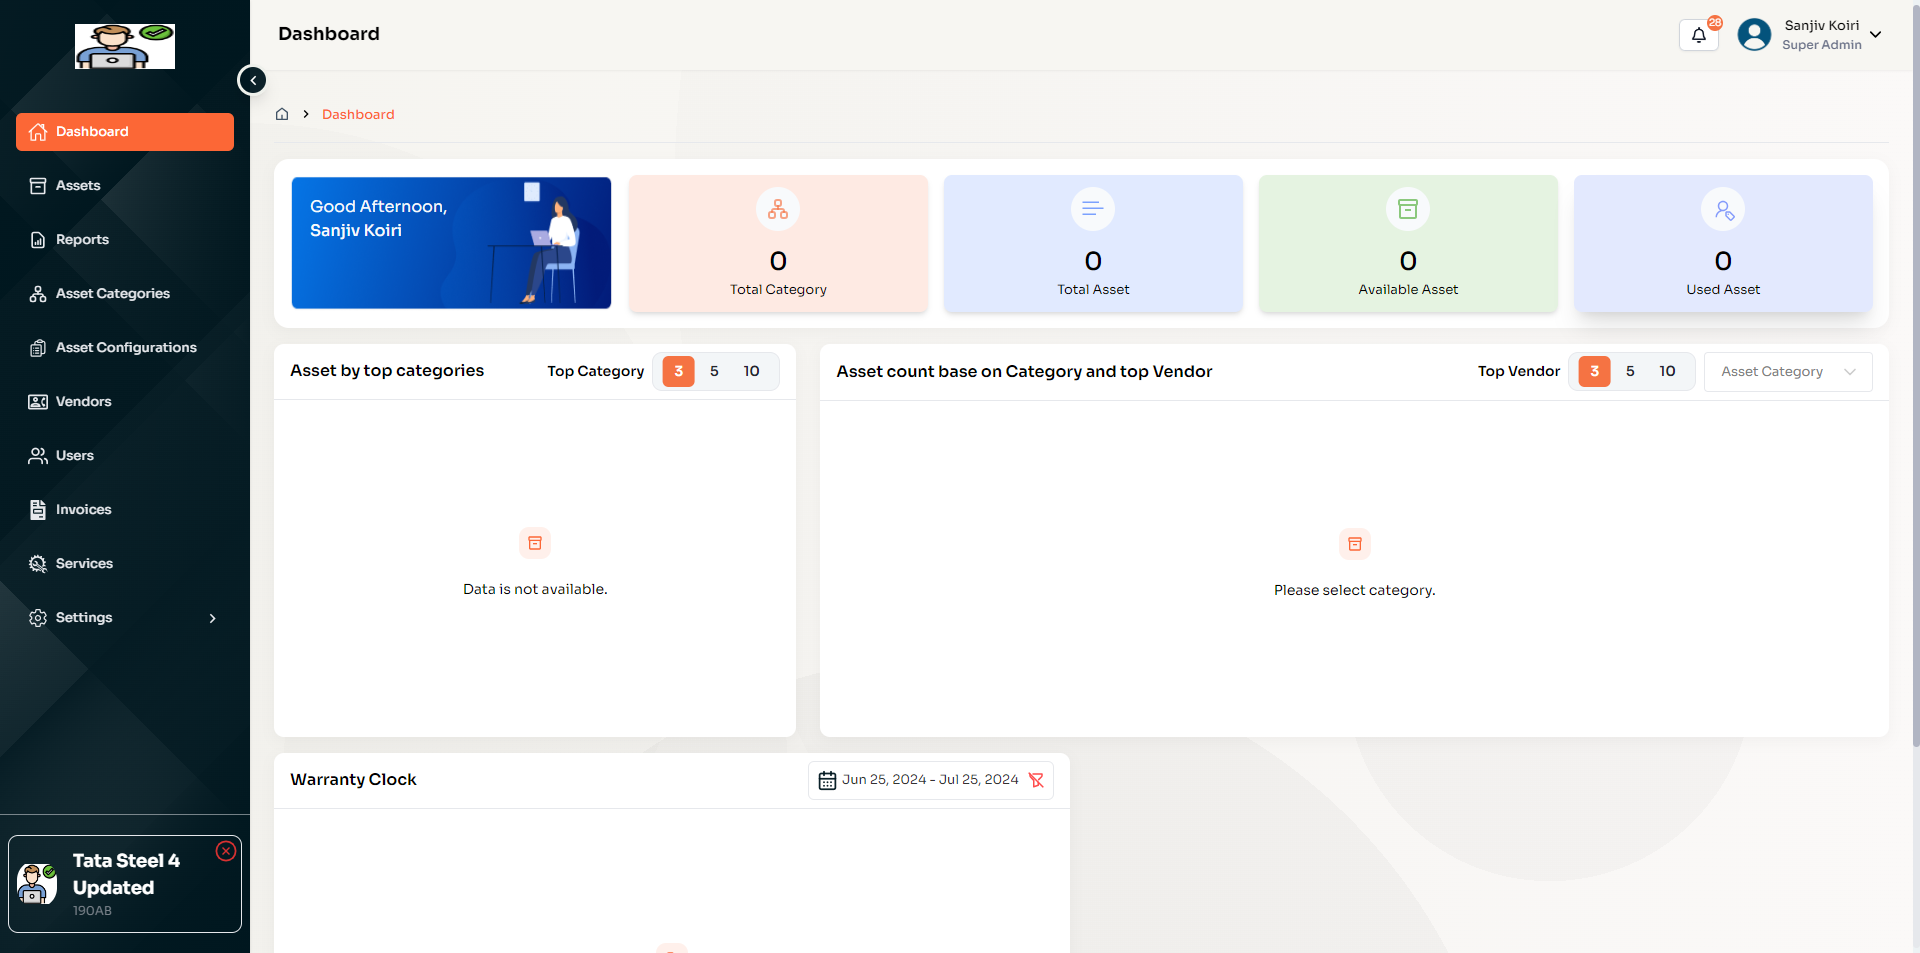 Dashboard
28
Sanjiv Koiri
Super Admin
Dashboard
Assets
Reports
Asset Categories
Asset Configurations
Vendors
Users
Invoices
Services
Settings
Tata Steel 4
Updated
190AB
Dashboard
Good Afternoon,
Sanjiv Koiri
0
Total Category
0
Total Asset
0
Available Asset
0
Used Asset
Asset by top categories
Top Category 3 5 10
Data is not available.
Asset count base on Category and top Vendor
Top Vendor 3 5 10
Asset Category
Please select category.
Warranty Clock
Jun 25, 2024 - Jul 25, 2024